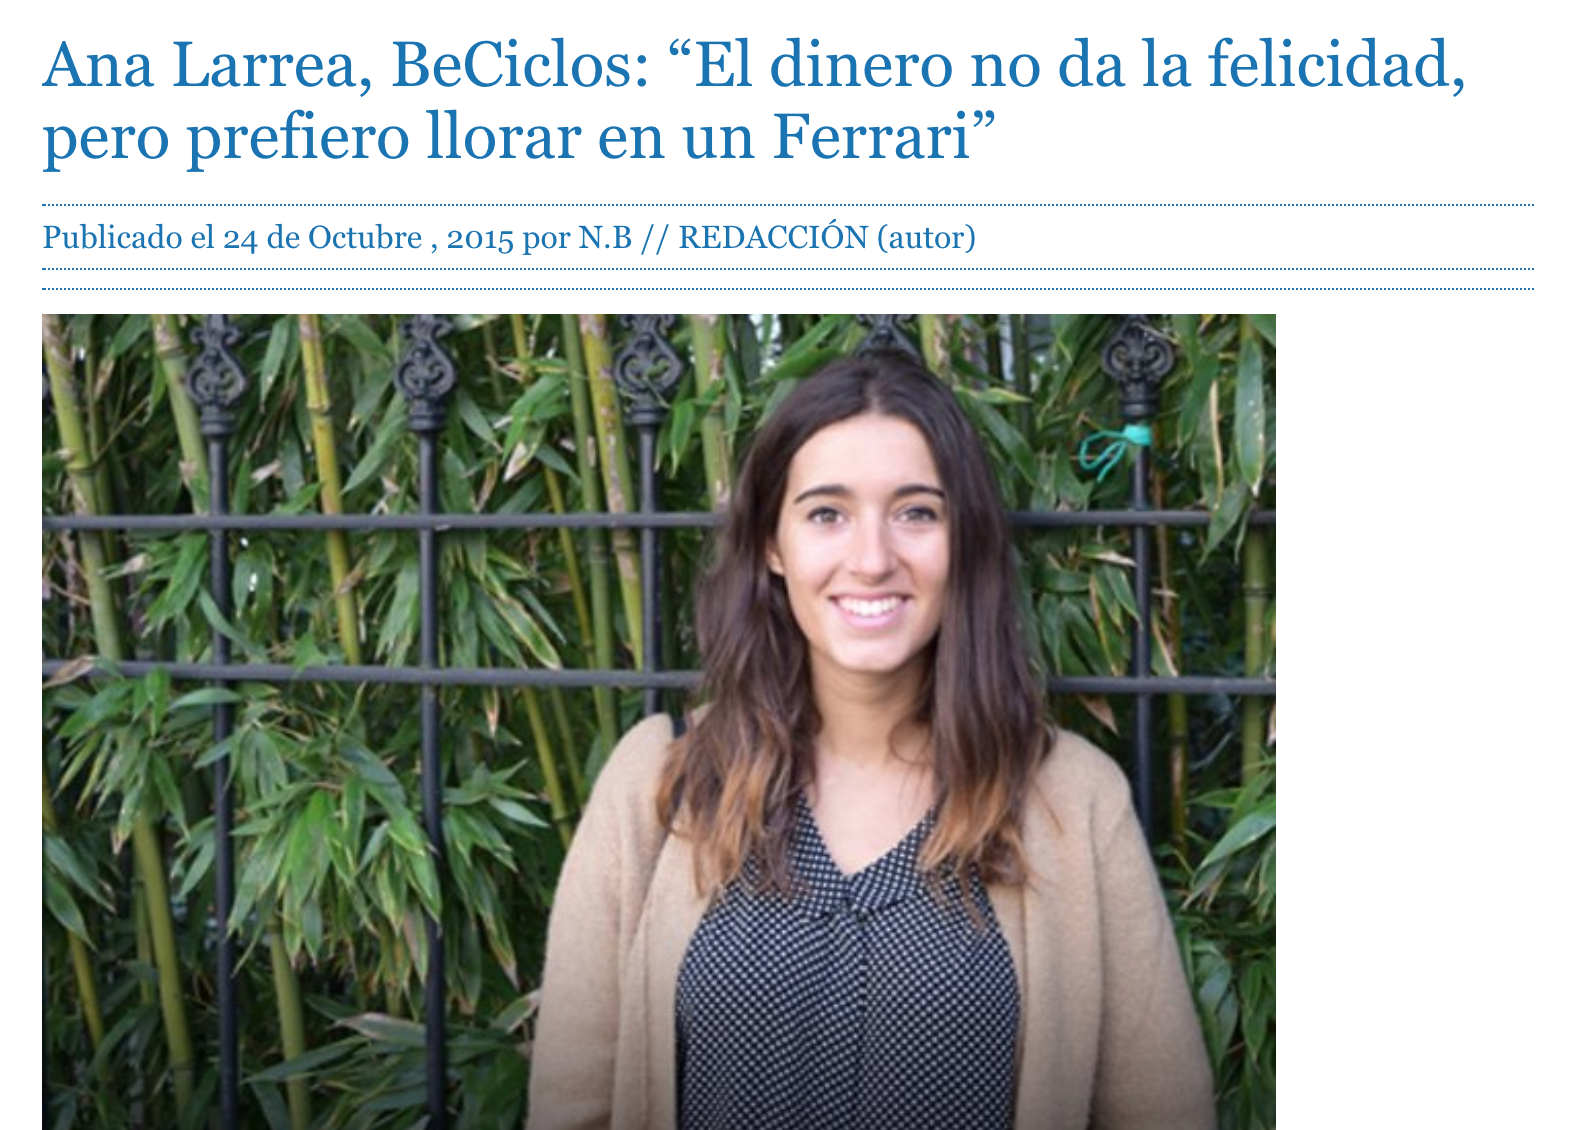 Ana Larrea, BeCiclos: “El dinero no da la felicidad,
pero prefiero llorar en un Ferrari”
Publicado el 24 de Octubre , 2015 por N.B // REDACCIÓN (autor)